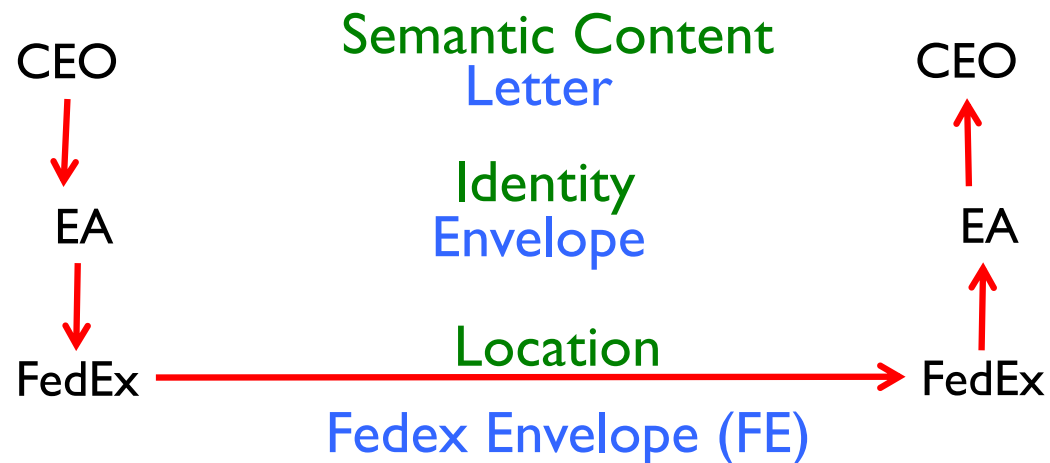 Semantic Content
CEO
CEO
Letter
Identity
EA
EA
Envelope
Location
FedEx
FedEx
Fedex Envelope (FE)